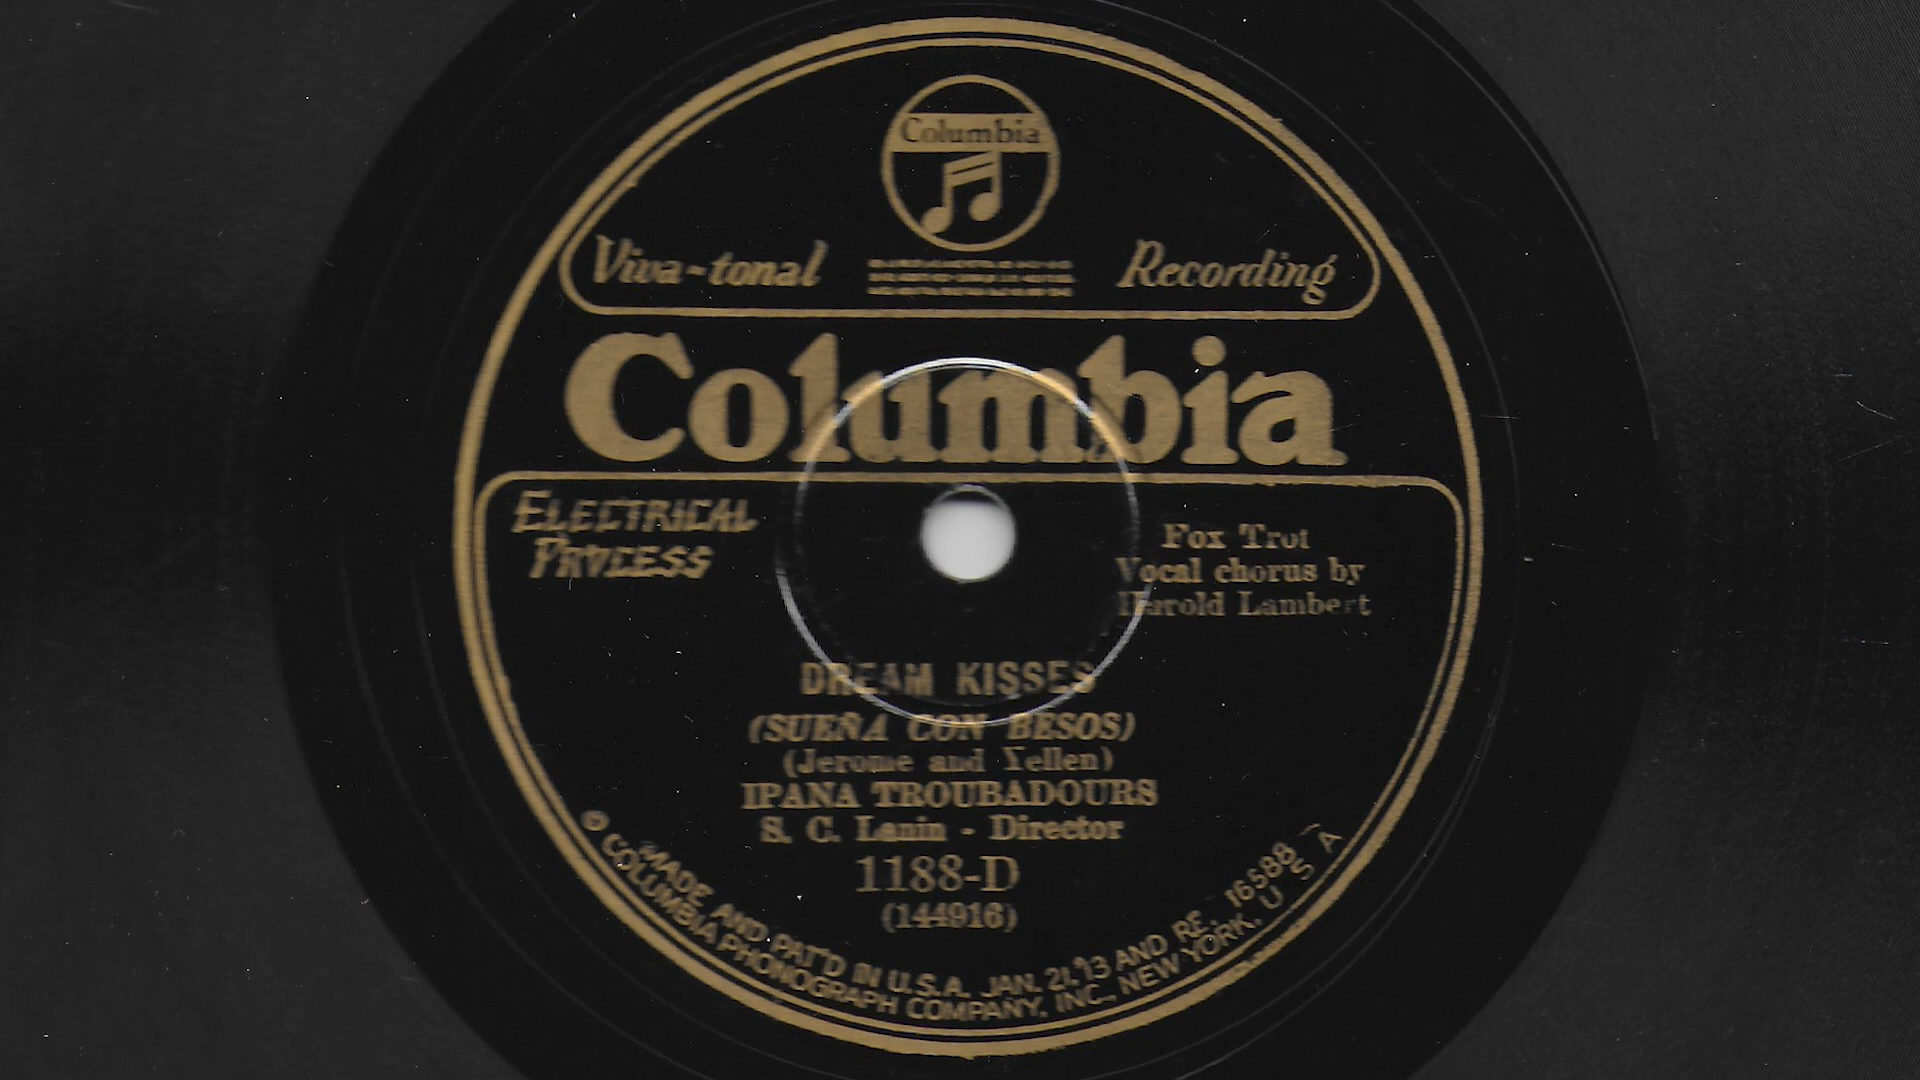 Columbia
Viva-tonal Recording
Columbia
ELECTRICAL
PROCESS
Fox Trot
Vocal chorus by
Harold Lambert
DREAM KISSES
(SUEÑA CON BESOS)
(Jerome and Yellen)
IPANA TROUBADOURS
S. C. Lanin - Director
1188-D
(144916)
MADE AND PAT'D IN U.S.A. JAN. 21,'13 AND RE. 16588
COLUMBIA PHONOGRAPH COMPANY, INC., NEW YORK, U S A